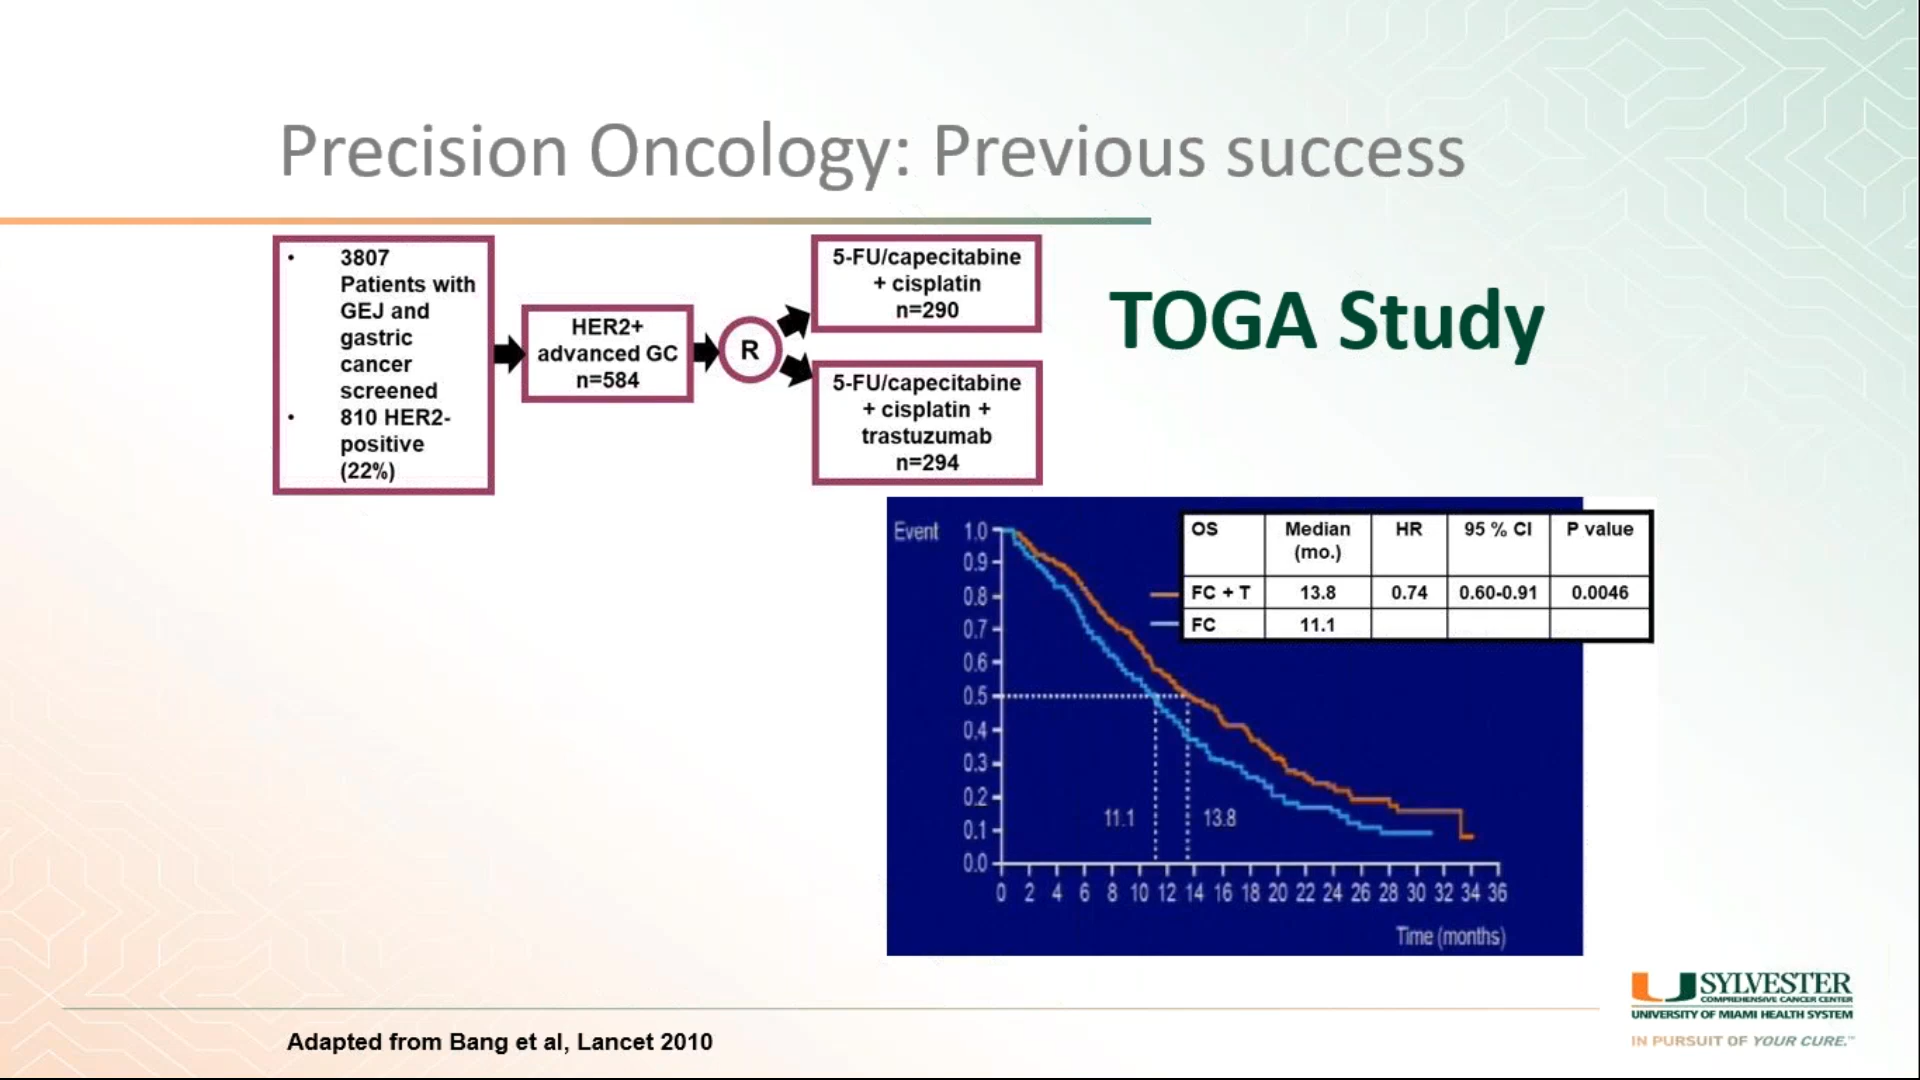 Precision Oncology: Previous success
• 3807
Patients with
GEJ and
gastric
cancer
screened
• 810 HER2-
positive
(22%)
HER2+
advanced GC
n=584
R
5-FU/capecitabine
+ cisplatin
n=290
5-FU/capecitabine
+ cisplatin +
trastuzumab
n=294
TOGA Study
Event
1.0
0.9
0.8
0.7
0.6
0.5
0.4
0.3
0.2
0.1
0.0
OS Median (mo.) HR 95 % CI P value
FC + T 13.8 0.74 0.60-0.91 0.0046
FC 11.1
11.1 13.8
0 2 4 6 8 10 12 14 16 18 20 22 24 26 28 30 32 34 36
Time (months)
Adapted from Bang et al, Lancet 2010
SYLVESTER
COMPREHENSIVE CANCER CENTER
UNIVERSITY OF MIAMI HEALTH SYSTEM
IN PURSUIT OF YOUR CURE.™